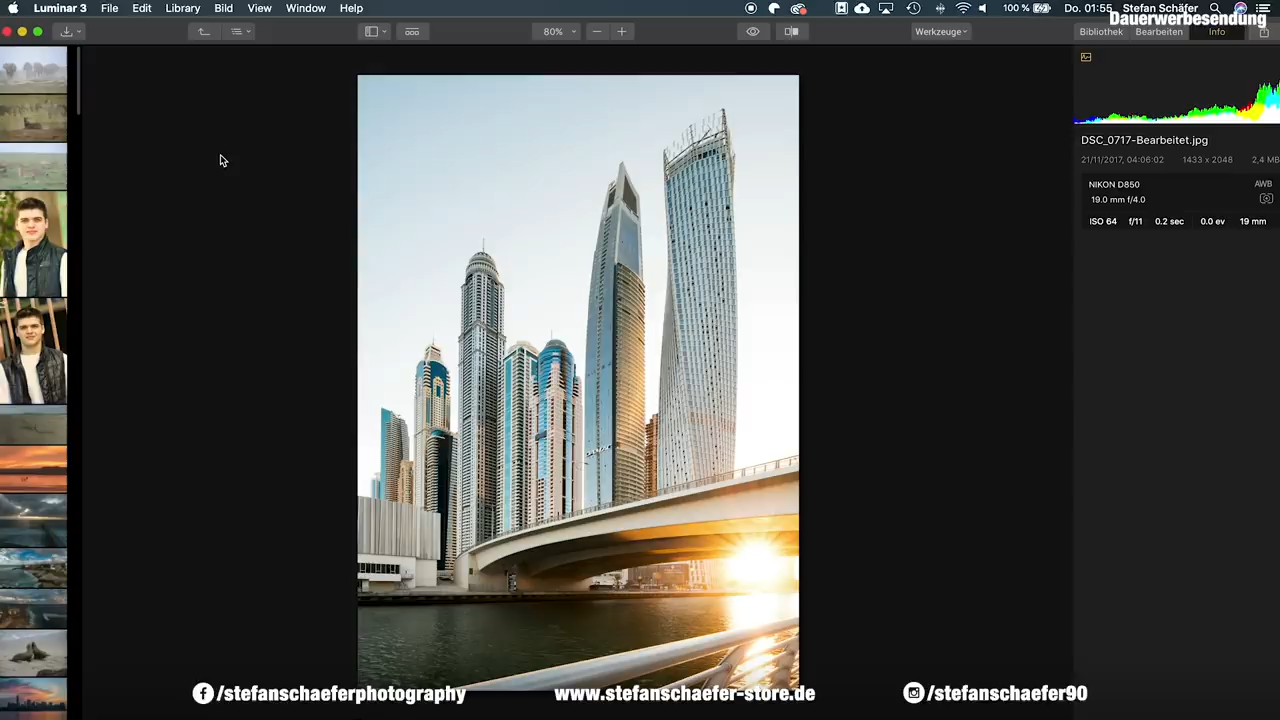 Luminar 3 File Edit Library Bild View Window Help 100 % Do. 01:55 Stefan Schäfer
Dauerwerbesendung
80% Werkzeuge Bibliothek Bearbeiten Info
DSC_0717-Bearbeitet.jpg
21/11/2017, 04:06:02 1433 x 2048 2,4 MB
NIKON D850 AWB
19.0 mm f/4.0
ISO 64 f/11 0.2 sec 0.0 ev 19 mm
/stefanschaeferphotography www.stefanschaefer-store.de /stefanschaefer90